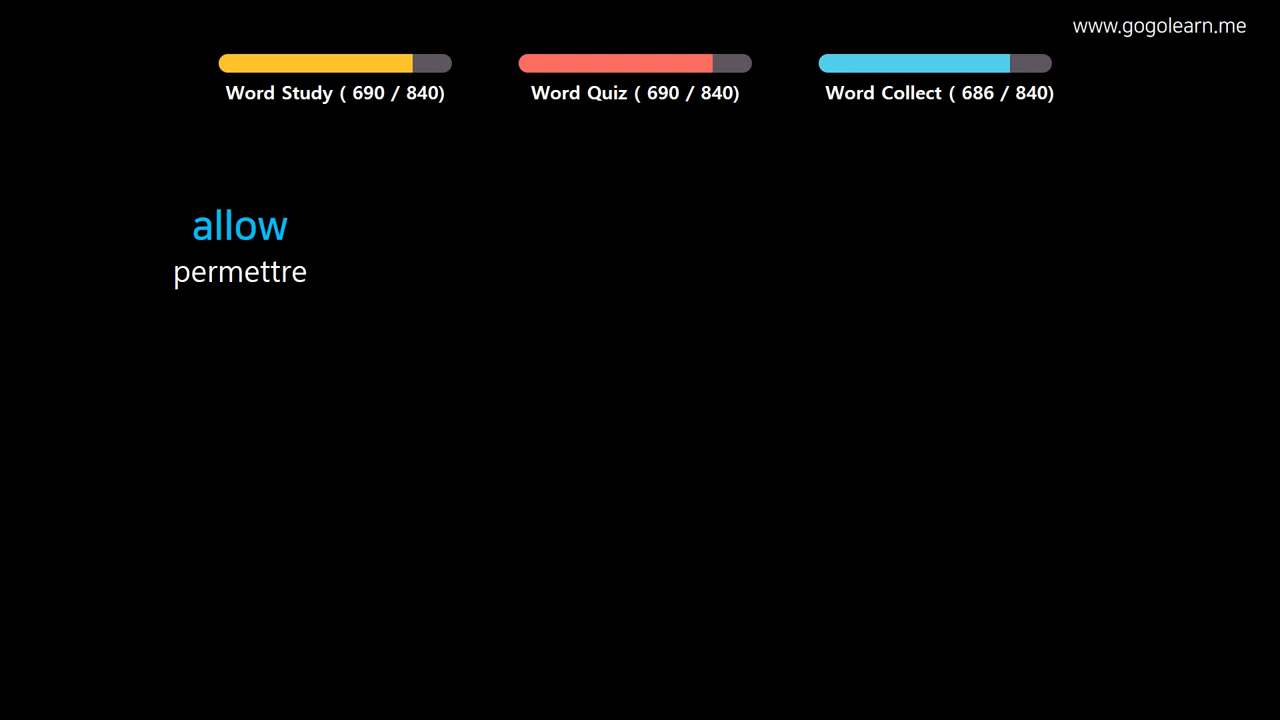 www.gogolearn.me
Word Study ( 690 / 840)
Word Quiz ( 690 / 840)
Word Collect ( 686 / 840)
allow
permettre